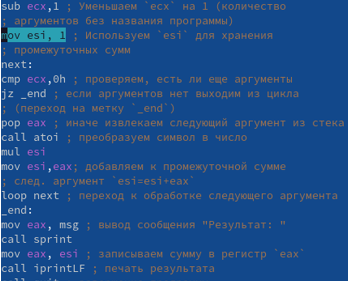 sub ecx,1 ; Уменьшаем `ecx` на 1 (количество
; аргументов без названия программы)
mov esi, 1 ; Используем `esi` для хранения
; промежуточных сумм
next:
cmp ecx,0h ; проверяем, есть ли еще аргументы
jz _end ; если аргументов нет выходим из цикла
; (переход на метку `_end`)
pop eax ; иначе извлекаем следующий аргумент из стека
call atoi ; преобразуем символ в число
mul esi
mov esi,eax; добавляем к промежуточной сумме
; след. аргумент `esi=esi+eax`
loop next ; переход к обработке следующего аргумента
_end:
mov eax, msg ; вывод сообщения "Результат: "
call sprint
mov eax, esi ; записываем сумму в регистр `eax`
call iprintLF ; печать результата